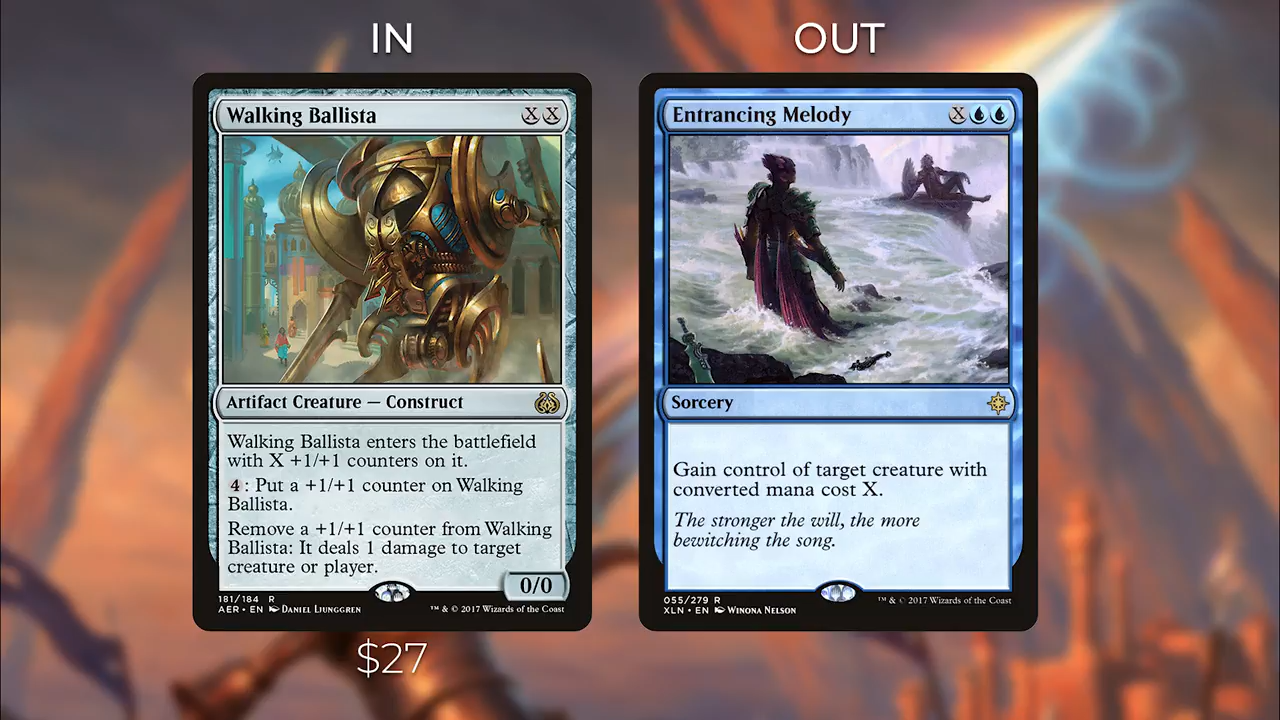 IN
OUT
Walking Ballista XX
Artifact Creature — Construct
Walking Ballista enters the battlefield
with X +1/+1 counters on it.
4: Put a +1/+1 counter on Walking
Ballista.
Remove a +1/+1 counter from Walking
Ballista: It deals 1 damage to target
creature or player.
0/0
181/184 R
AER • EN Daniel Ljunggren
™ & © 2017 Wizards of the Coast
Entrancing Melody X
Sorcery
Gain control of target creature with
converted mana cost X.
The stronger the will, the more
bewitching the song.
055/279 R
XLN • EN Winona Nelson
™ & © 2017 Wizards of the Coast
$27